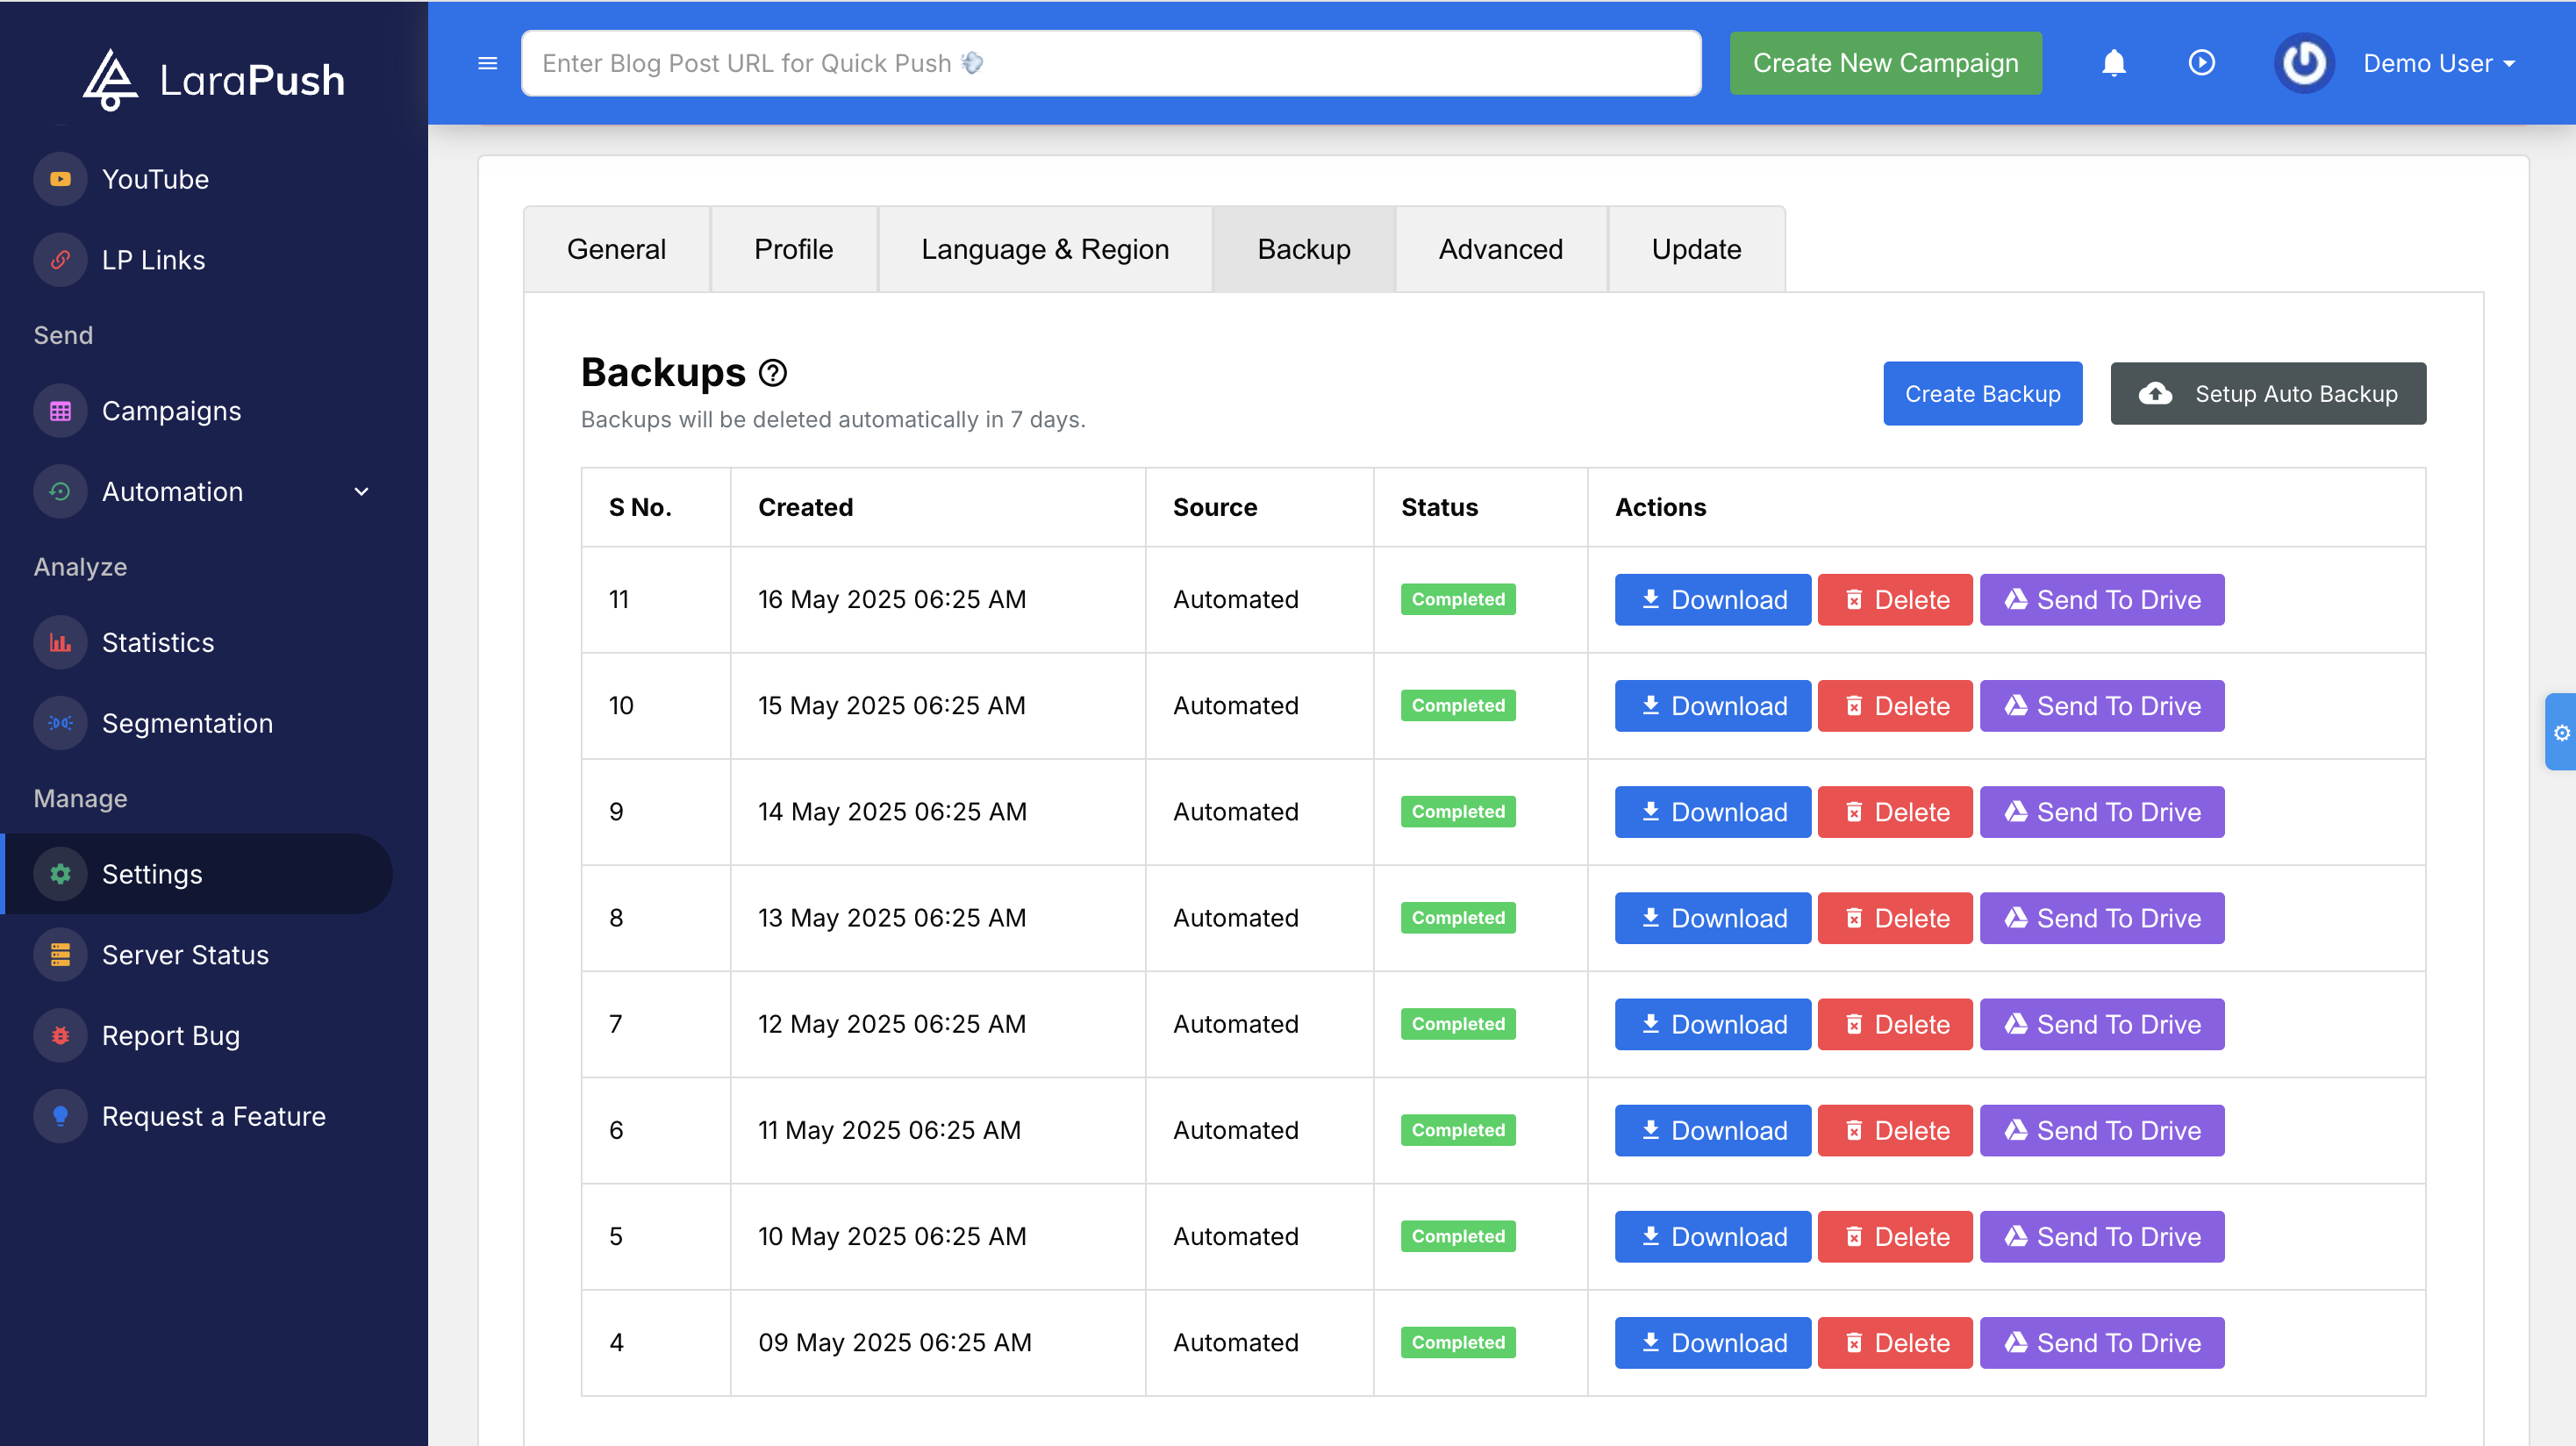 LaraPush
YouTube
LP Links
Send
Campaigns
Automation
Analyze
Statistics
Segmentation
Manage
Settings
Server Status
Report Bug
Request a Feature
Enter Blog Post URL for Quick Push 💨
Create New Campaign
Demo User
General Profile Language & Region Backup Advanced Update
Backups
Backups will be deleted automatically in 7 days.
Create Backup
Setup Auto Backup
S No. Created Source Status Actions
11 16 May 2025 06:25 AM Automated Completed Download Delete Send To Drive
10 15 May 2025 06:25 AM Automated Completed Download Delete Send To Drive
9 14 May 2025 06:25 AM Automated Completed Download Delete Send To Drive
8 13 May 2025 06:25 AM Automated Completed Download Delete Send To Drive
7 12 May 2025 06:25 AM Automated Completed Download Delete Send To Drive
6 11 May 2025 06:25 AM Automated Completed Download Delete Send To Drive
5 10 May 2025 06:25 AM Automated Completed Download Delete Send To Drive
4 09 May 2025 06:25 AM Automated Completed Download Delete Send To Drive